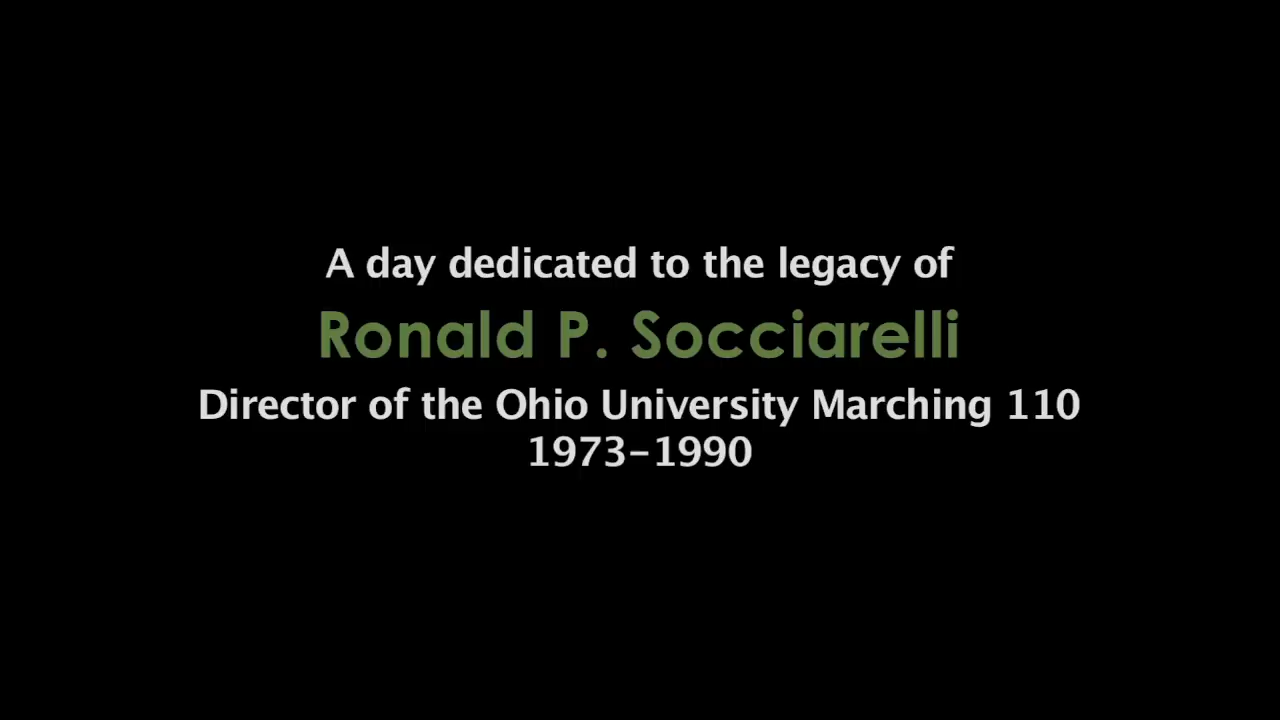 A day dedicated to the legacy of
Ronald P. Socciarelli
Director of the Ohio University Marching 110
1973-1990